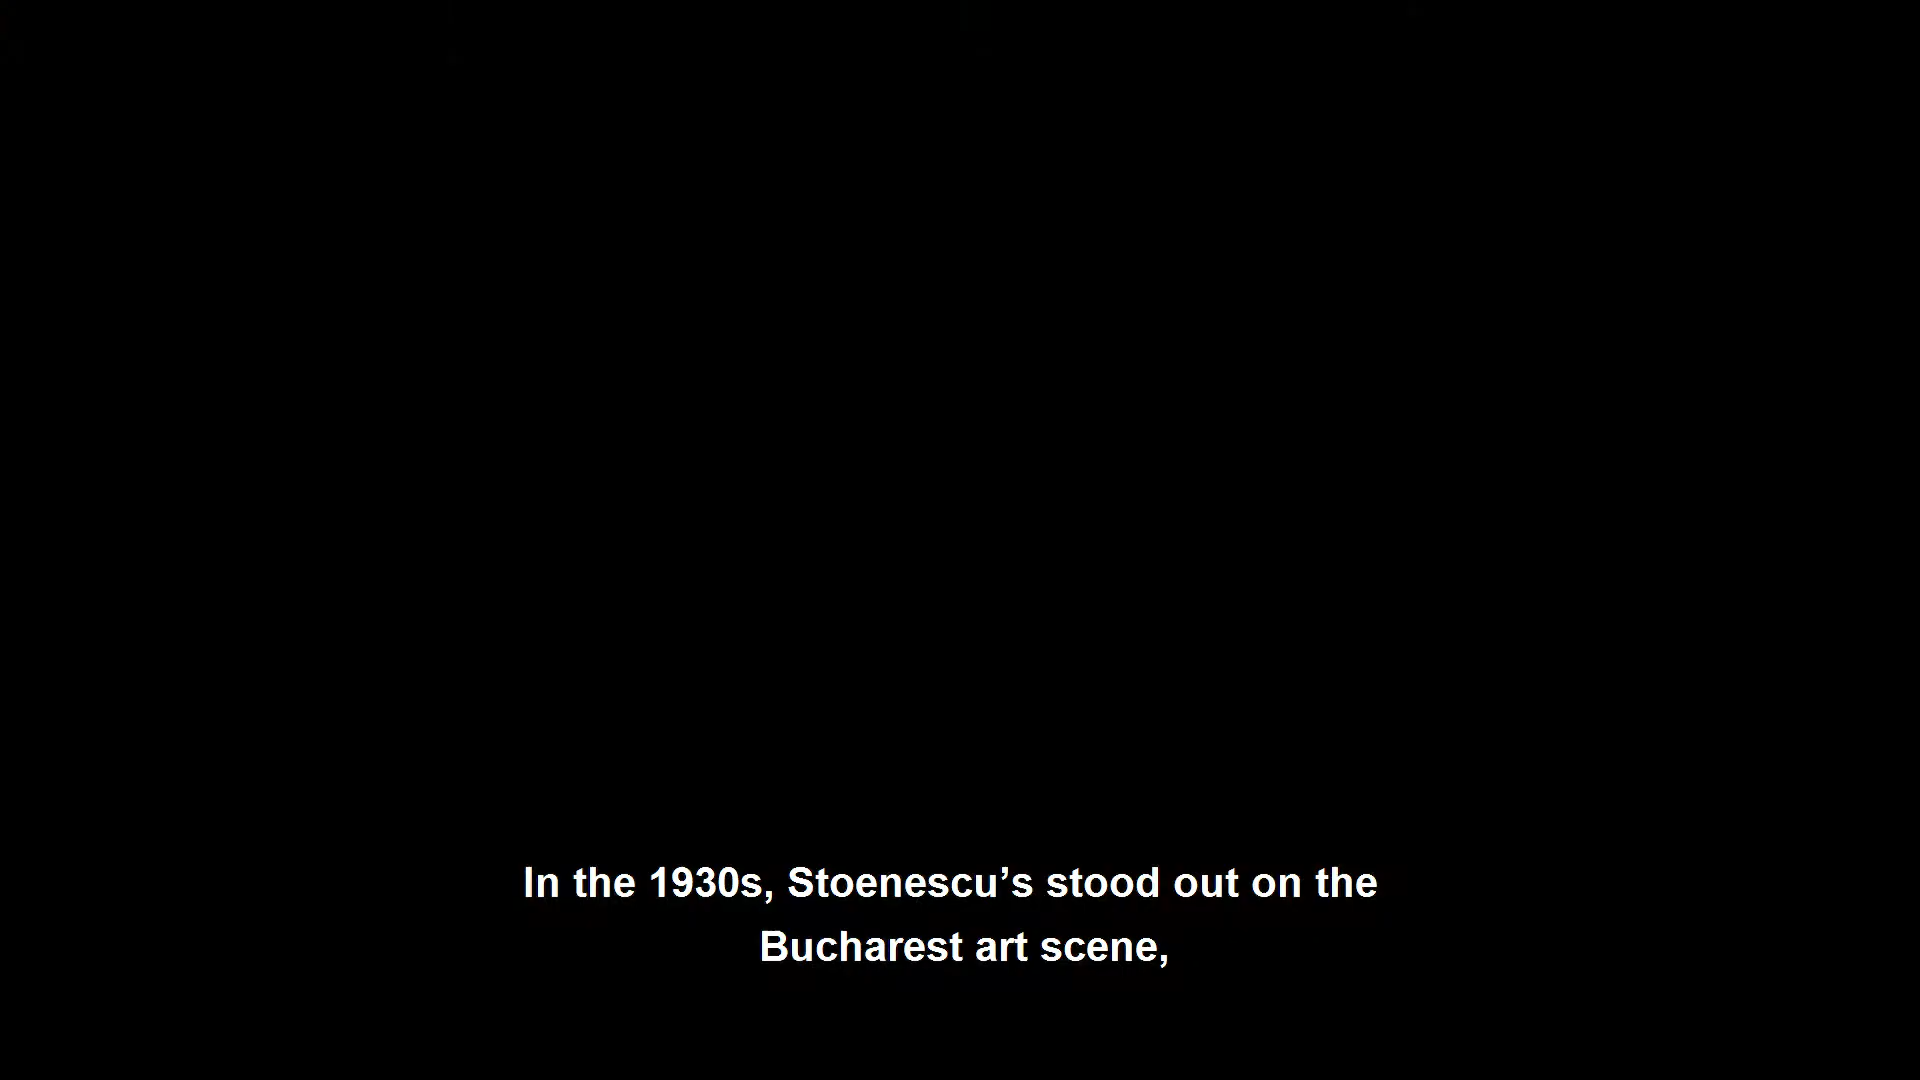 In the 1930s, Stoenescu’s stood out on the
Bucharest art scene,